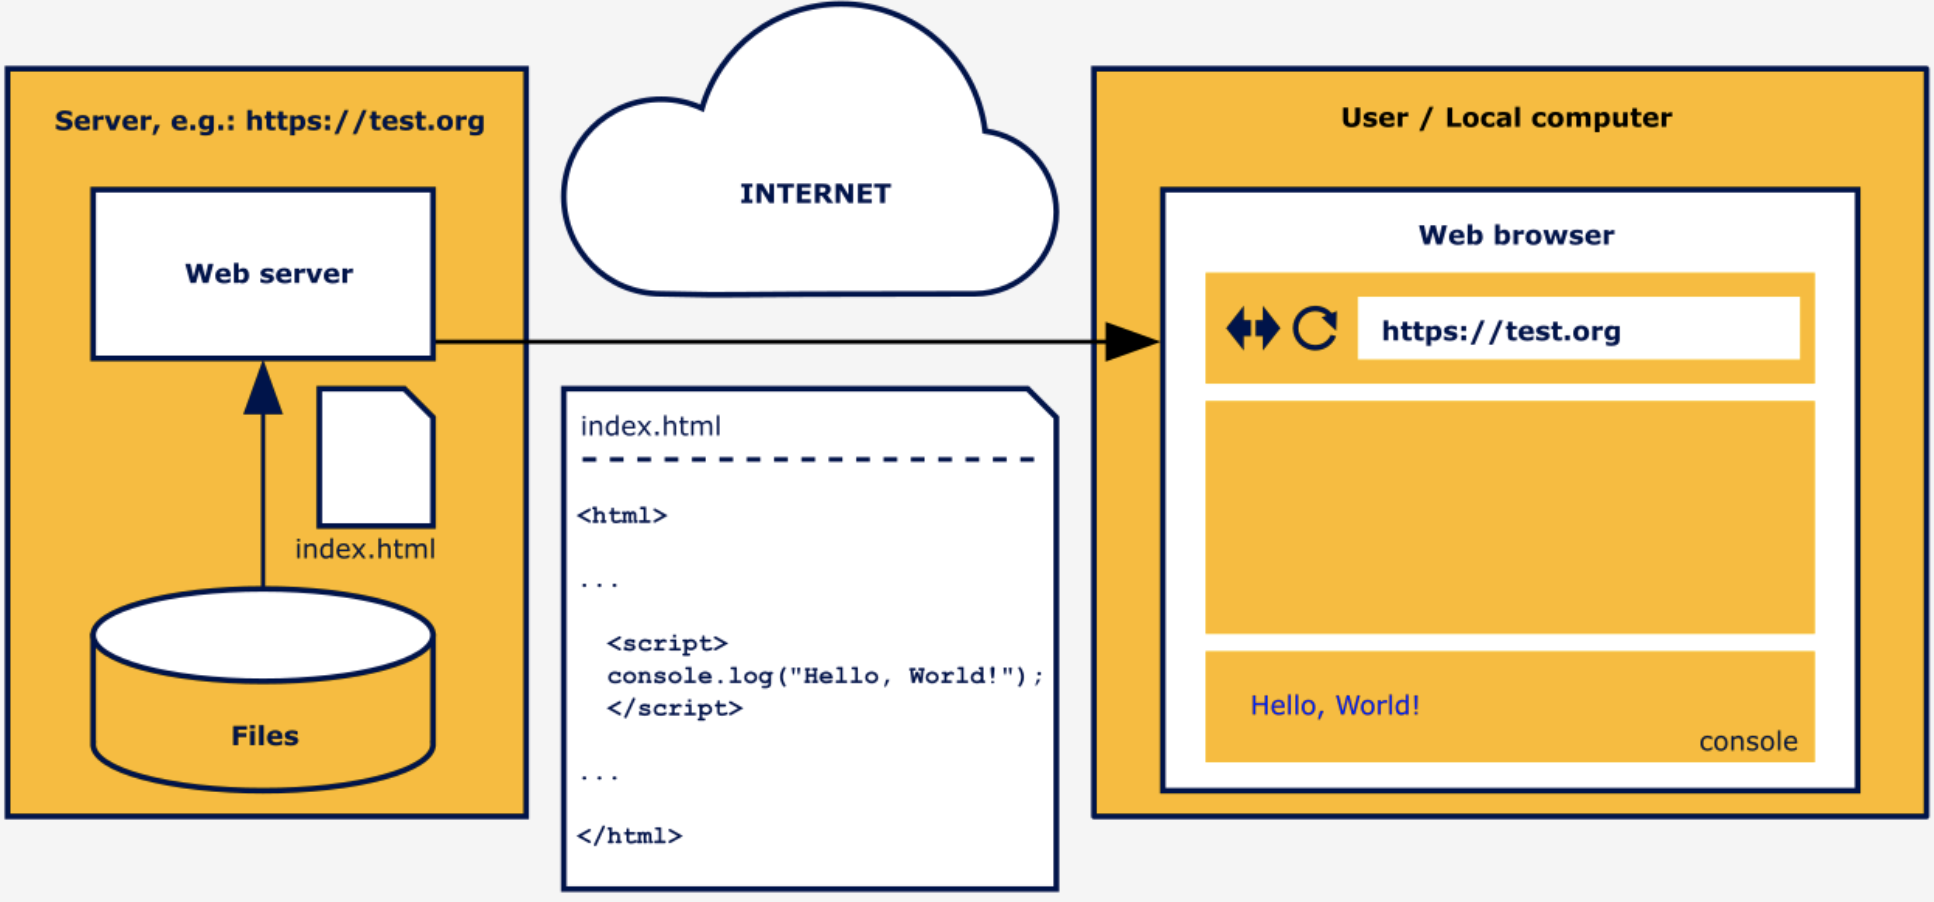 Server, e.g.: https://test.org
Web server
index.html
Files
INTERNET
index.html
<html>
...
<script>
console.log("Hello, World!");
</script>
...
</html>
User / Local computer
Web browser
https://test.org
Hello, World!
console